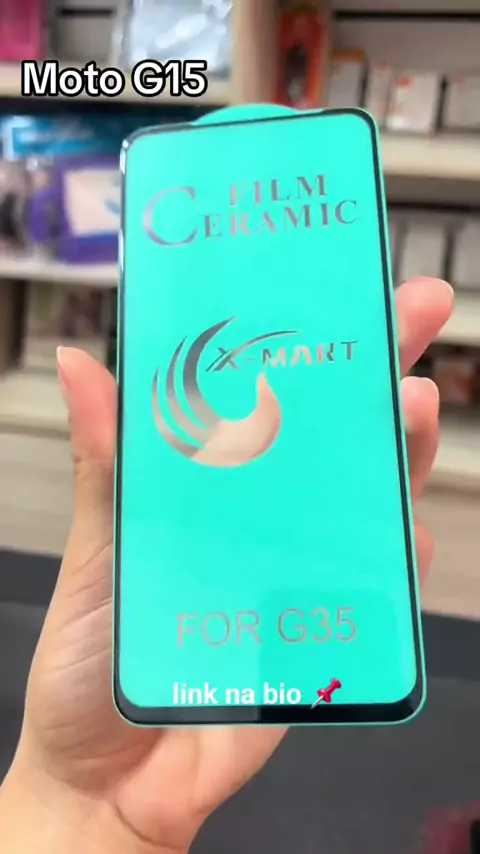 Moto G15
FILM
CERAMIC
X-MART
FOR G35
link na bio 📌